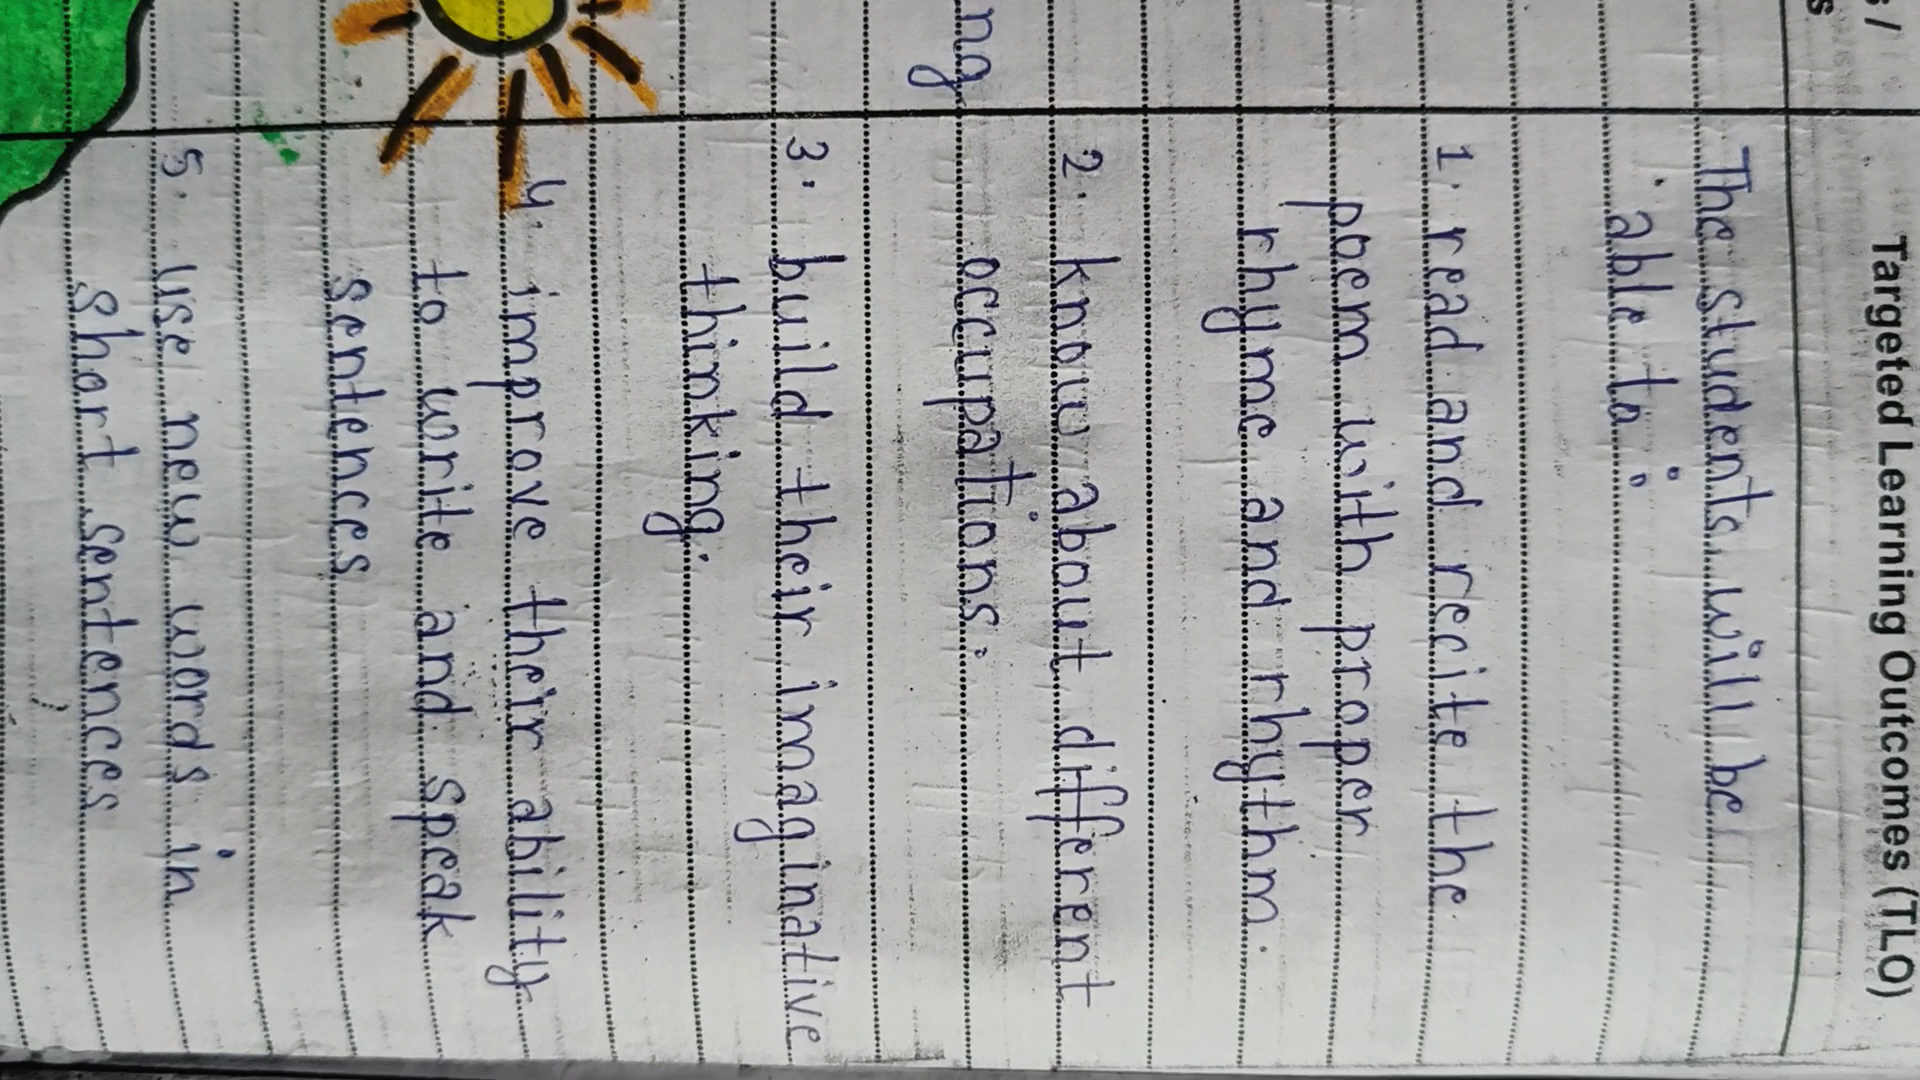 Targeted Learning Outcomes (TLO)
The students will be
able to :
1. read and recite the
poem with proper
rhyme and rhythm.
2. know about different
occupations.
3. build their imaginative
thinking.
4. improve their ability
to write and speak
sentences
5. use new words in
short sentences
ng